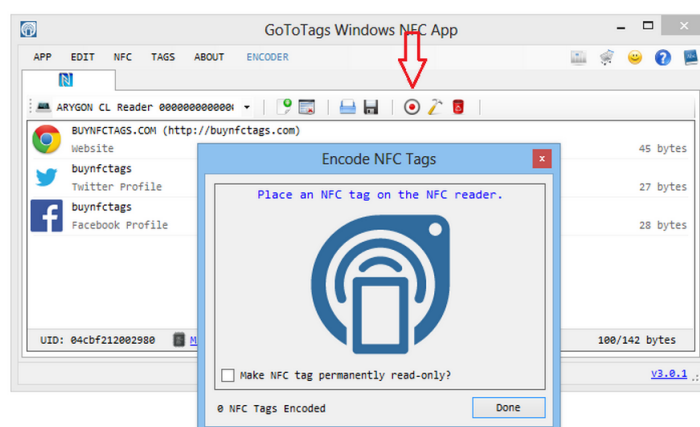 GoToTags Windows NFC App
APP EDIT NFC TAGS ABOUT ENCODER
ARYGON CL Reader
BUYNFCTAGS.COM (http://buynfctags.com)
Website
45 bytes
buynfctags
Twitter Profile
27 bytes
buynfctags
Facebook Profile
28 bytes
Encode NFC Tags
Place an NFC tag on the NFC reader.
Make NFC tag permanently read-only?
0 NFC Tags Encoded
Done
UID: 04cbf212002980
100/142 bytes
v3.0.1